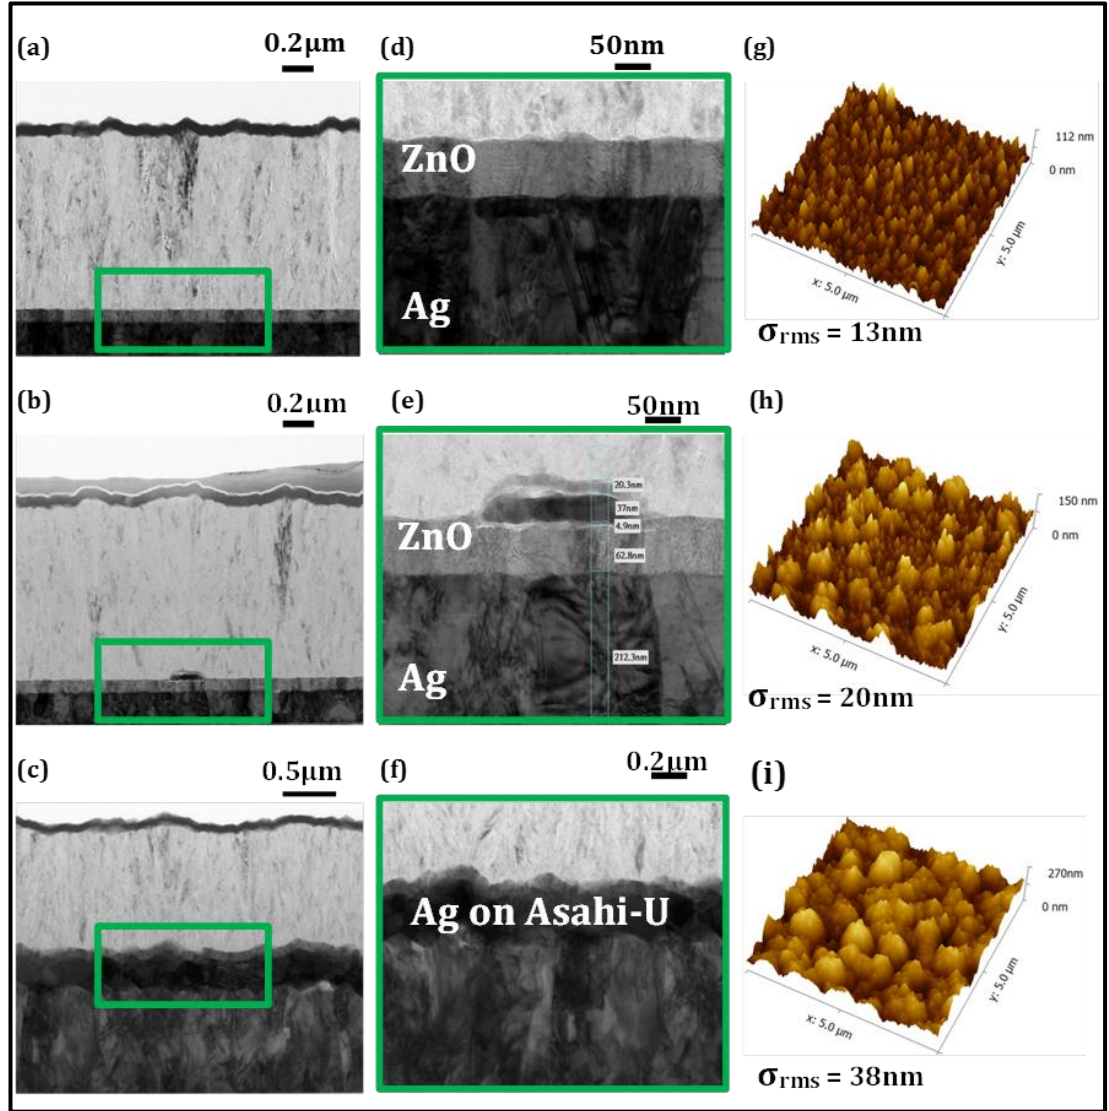 (a)
0.2μm
(d)
50nm
(g)
ZnO
Ag
112 nm
0 nm
y: 5.0 μm
x: 5.0 μm
σrms = 13nm
(b)
0.2μm
(e)
50nm
(h)
20.3nm
37nm
4.9nm
62.8nm
212.3nm
ZnO
Ag
150 nm
0 nm
y: 5.0 μm
x: 5.0 μm
σrms = 20nm
(c)
0.5μm
(f)
0.2μm
(i)
Ag on Asahi-U
270nm
0 nm
y: 5.0 μm
x: 5.0 μm
σrms = 38nm